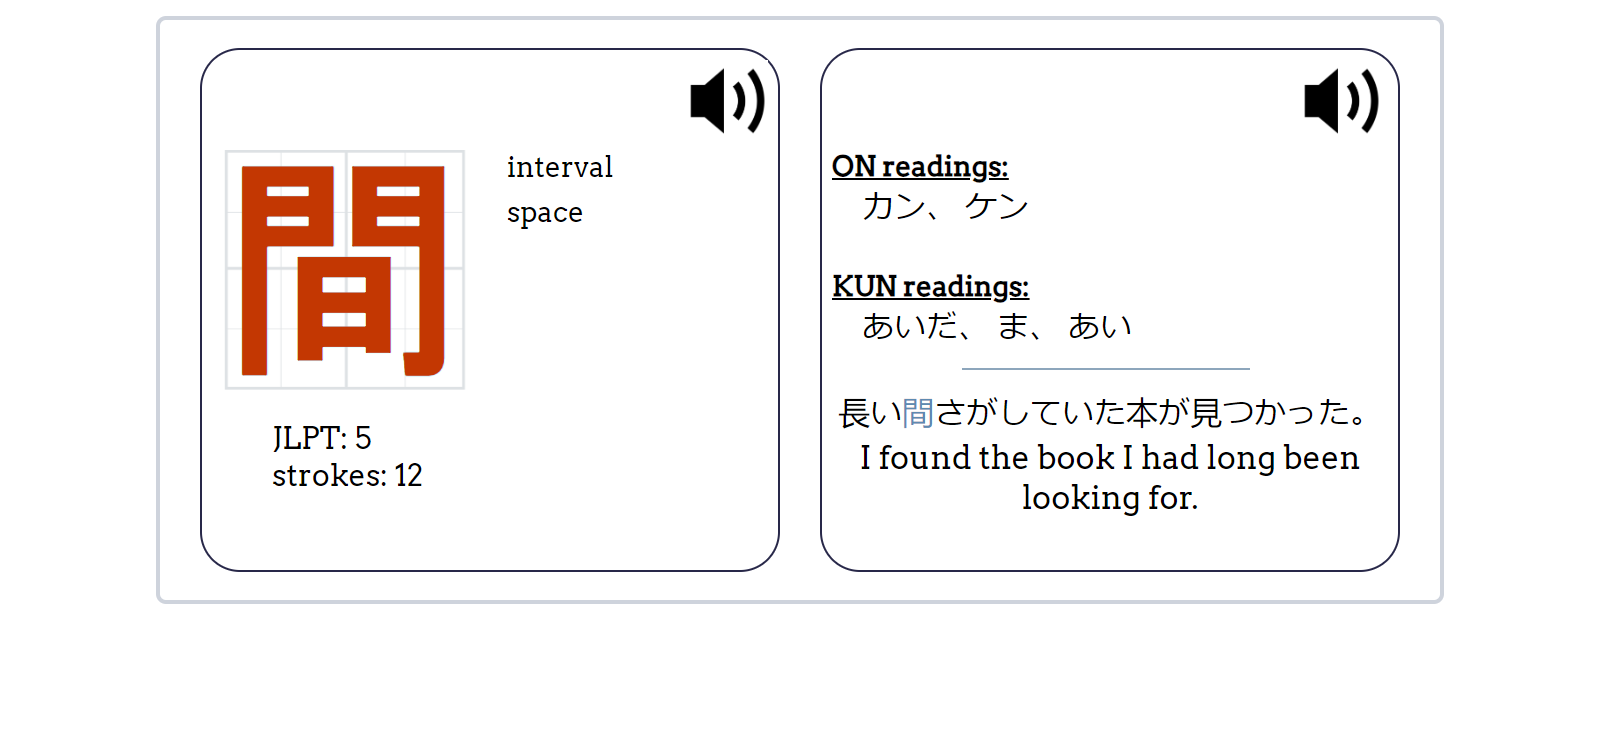 間
interval
space
JLPT: 5
strokes: 12
ON readings:
カン、 ケン
KUN readings:
あいだ、 ま、 あい
長い間さがしていた本が見つかった。
I found the book I had long been
looking for.